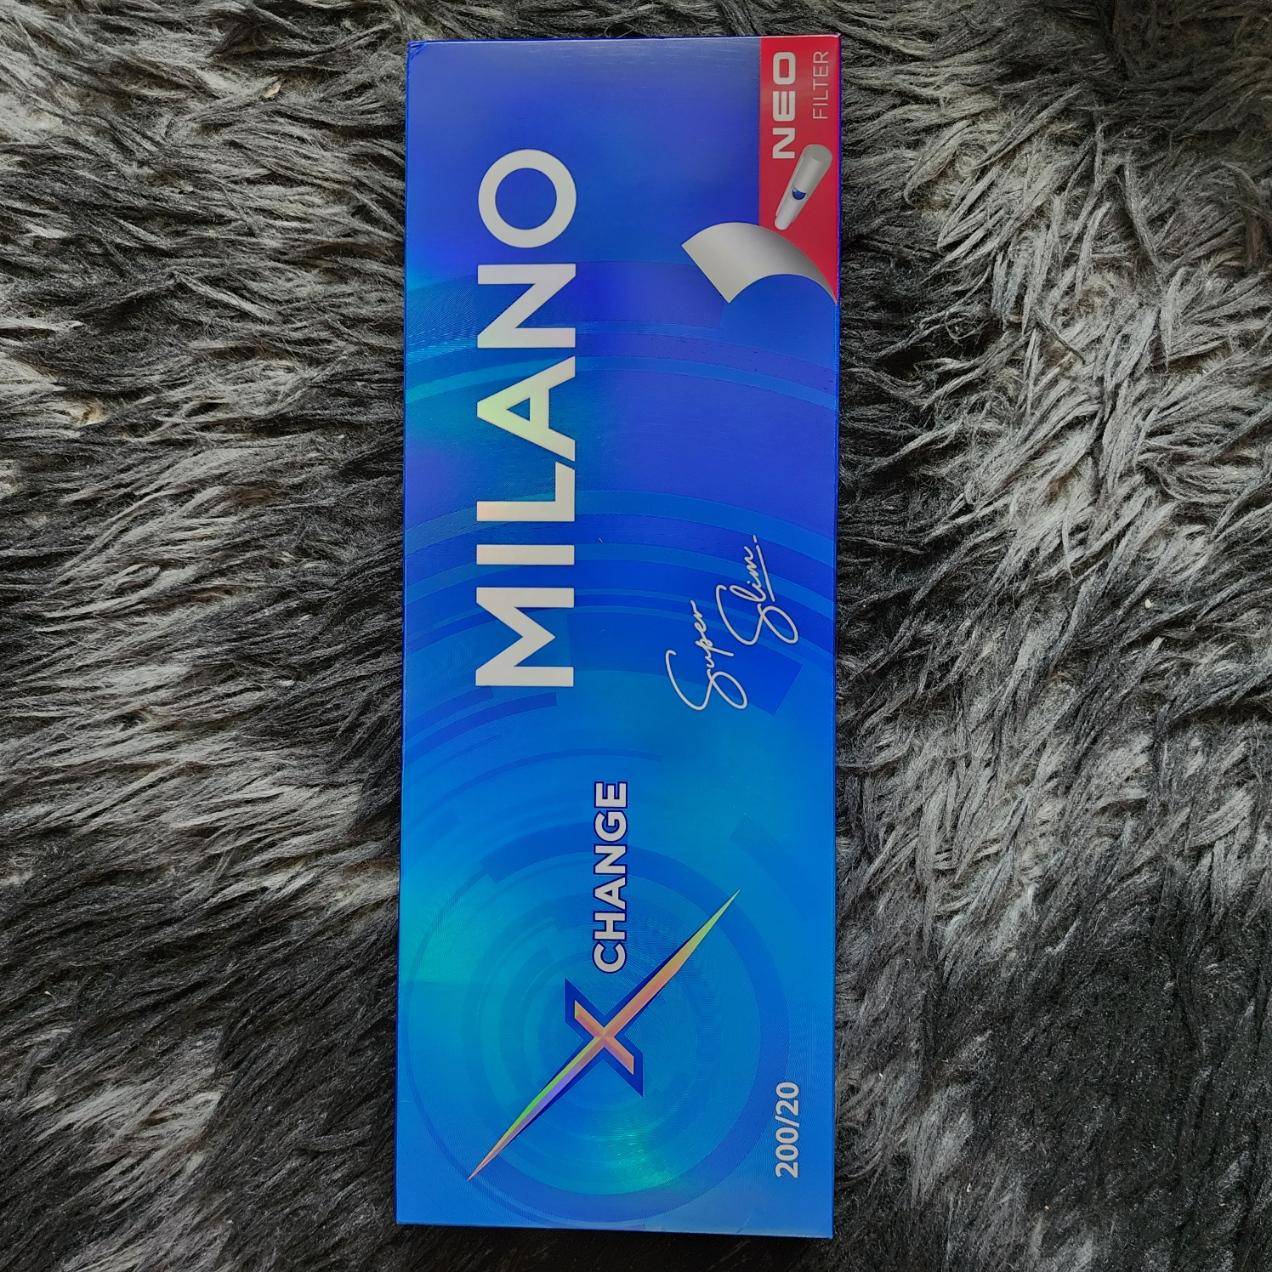 MILANO
Super
Slim
X CHANGE
NEO
FILTER
200/20